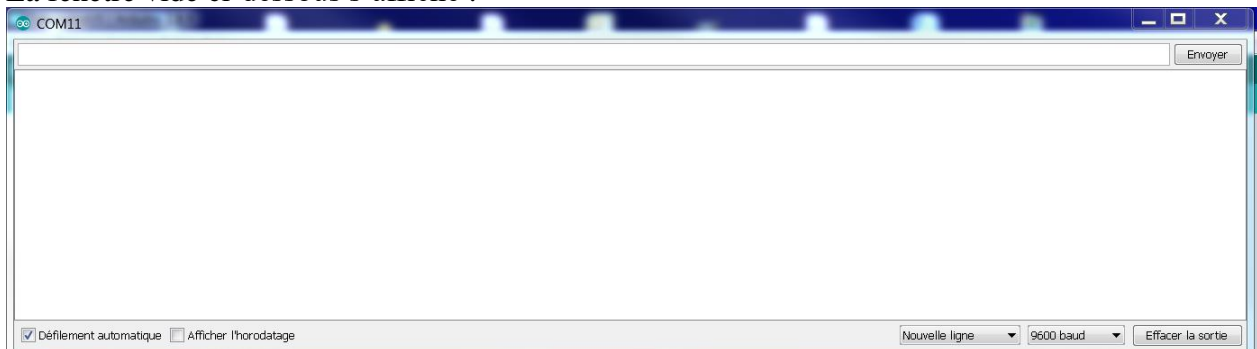 COM11
Envoyer
Défilement automatique Afficher l'horodatage Nouvelle ligne 9600 baud Effacer la sortie